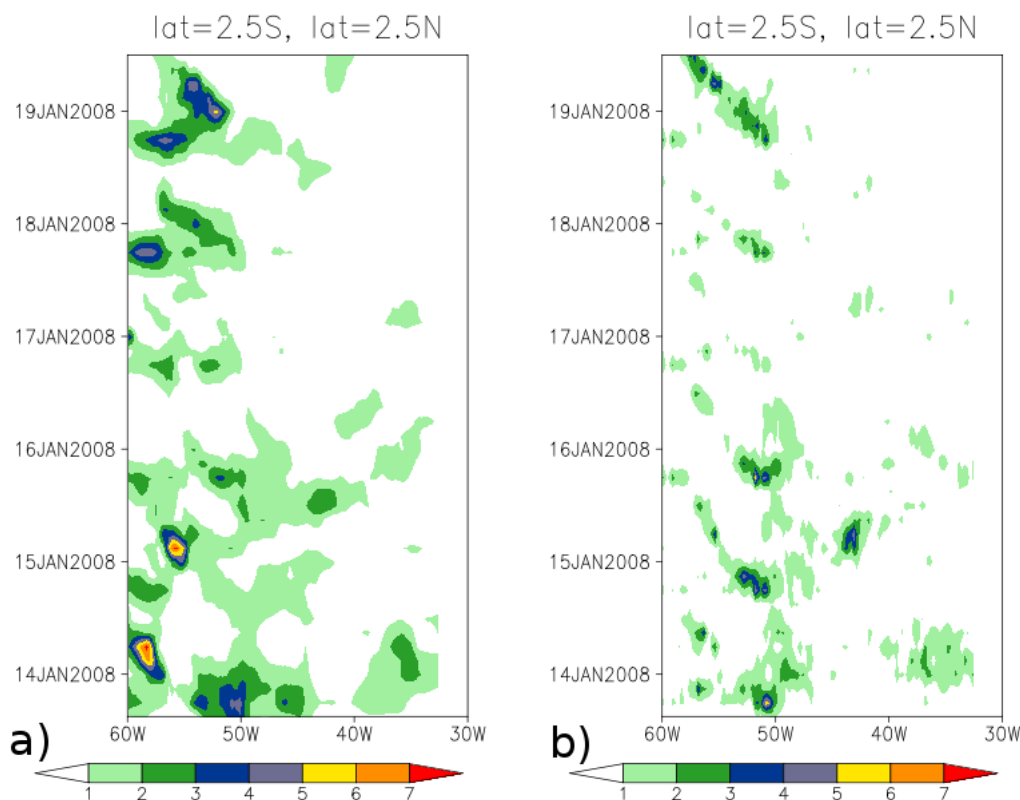 lat=2.5S, lat=2.5N
19JAN2008
18JAN2008
17JAN2008
16JAN2008
15JAN2008
14JAN2008
60W 50W 40W 30W
a)
1 2 3 4 5 6 7
lat=2.5S, lat=2.5N
19JAN2008
18JAN2008
17JAN2008
16JAN2008
15JAN2008
14JAN2008
60W 50W 40W 30W
b)
1 2 3 4 5 6 7